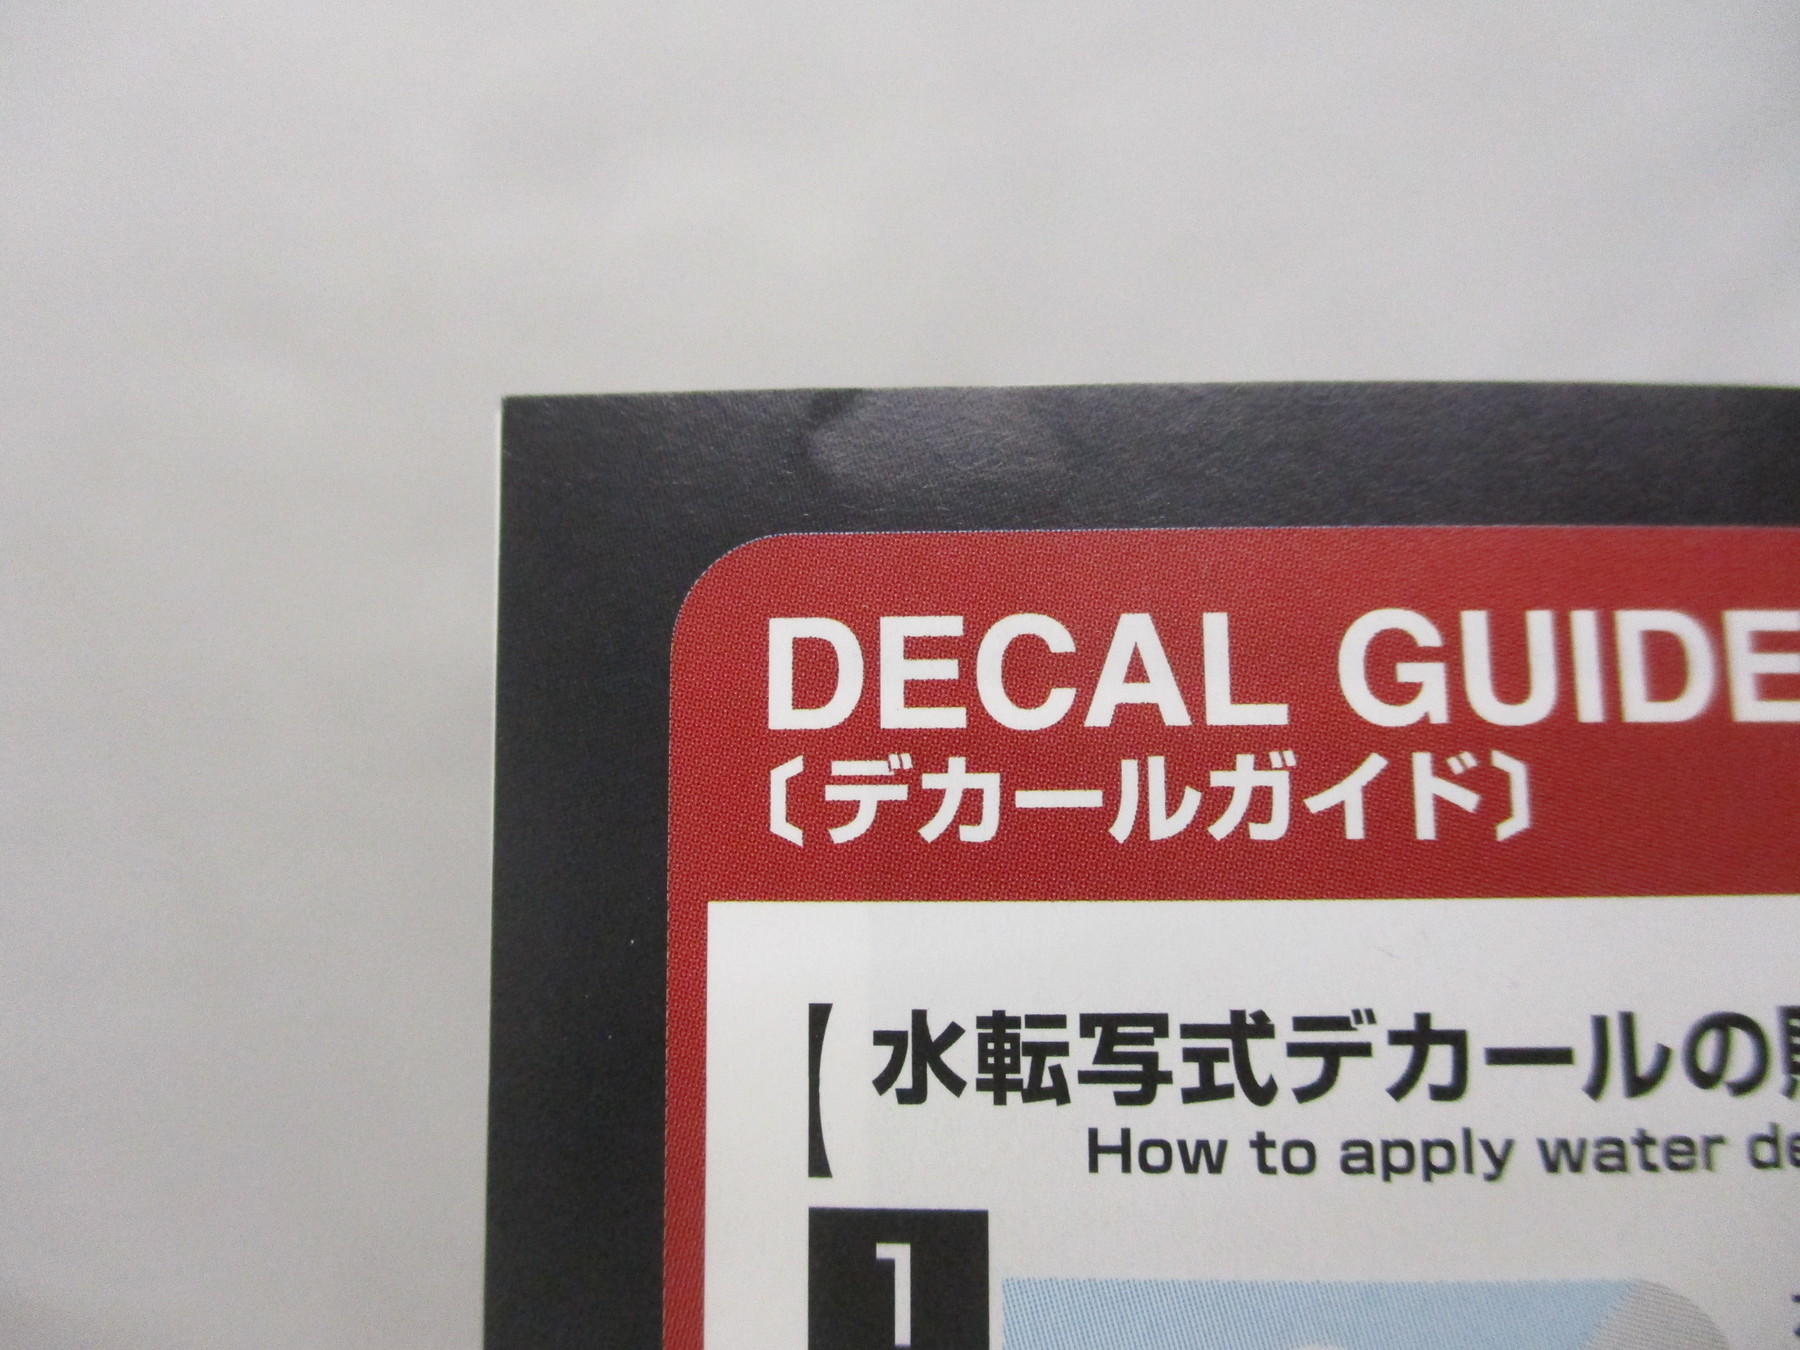 DECAL GUIDE
〔デカールガイド〕
【水転写式デカールの
How to apply water
1